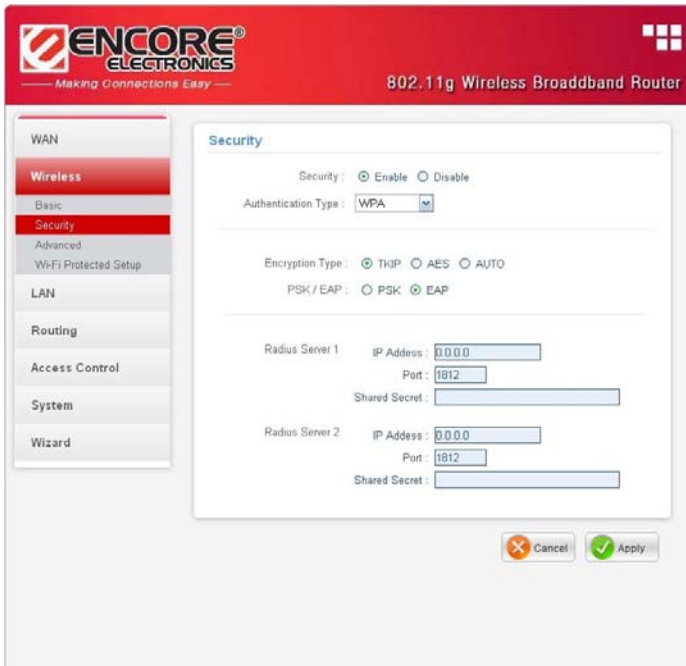 ENCORE®
ELECTRONICS
Making Connections Easy
802.11g Wireless Broaddband Router
WAN
Wireless
Basic
Security
Advanced
Wi-Fi Protected Setup
LAN
Routing
Access Control
System
Wizard
Security
Security : Enable Disable
Authentication Type : WPA
Encryption Type : TKIP AES AUTO
PSK / EAP : PSK EAP
Radius Server 1 IP Addess : 0.0.0.0
Port : 1812
Shared Secret :
Radius Server 2 IP Addess : 0.0.0.0
Port : 1812
Shared Secret :
Cancel Apply